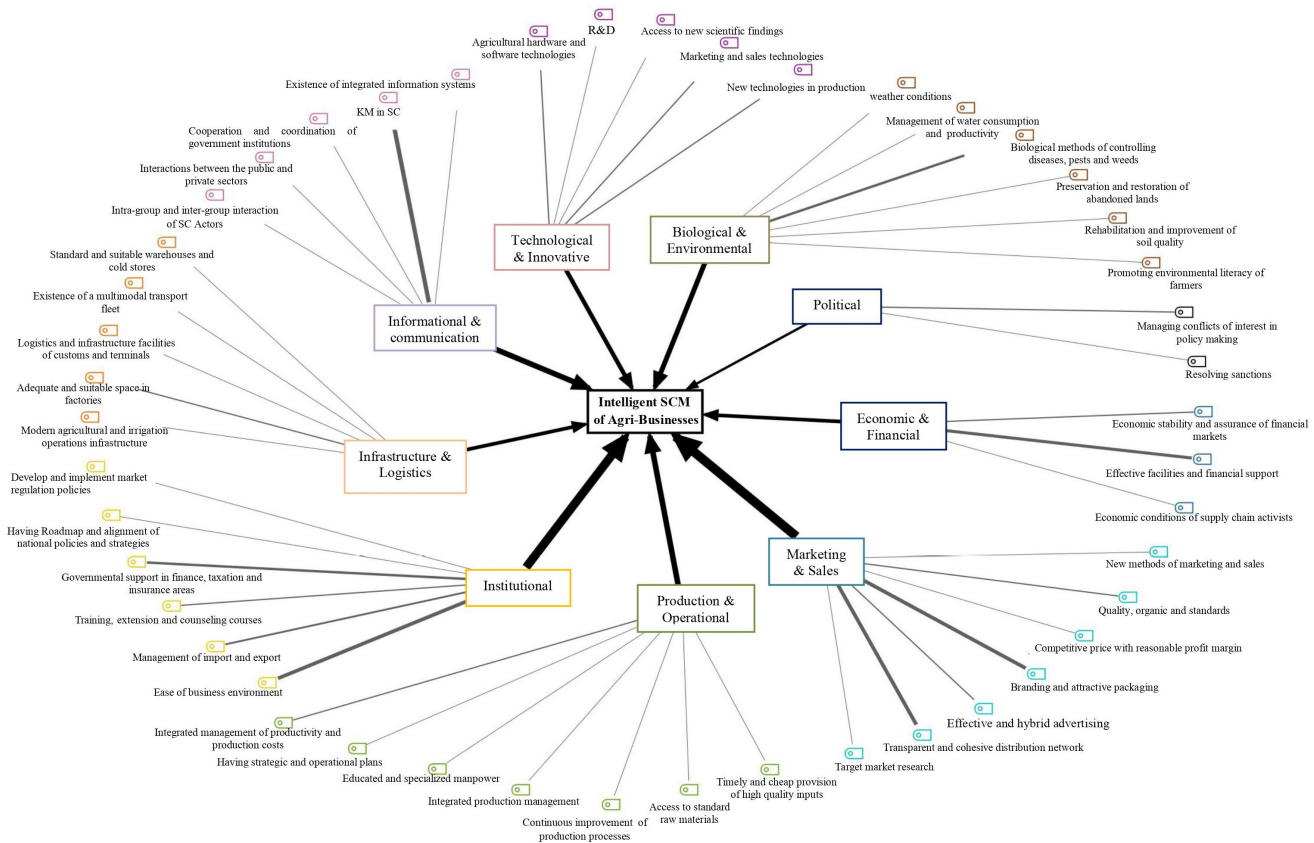 R&D
Agricultural hardware and
software technologies
Access to new scientific findings
Marketing and sales technologies
New technologies in production
Existence of integrated information systems
KM in SC
Cooperation and coordination of
government institutions
Interactions between the public and
private sectors
Intra-group and inter-group interaction
of SC Actors
weather conditions
Management of water consumption
and productivity
Biological methods of controlling
diseases, pests and weeds
Preservation and restoration of
abandoned lands
Rehabilitation and improvement of
soil quality
Promoting environmental literacy of
farmers
Technological
& Innovative
Biological &
Environmental
Informational &
communication
Political
Managing conflicts of interest in
policy making
Resolving sanctions
Standard and suitable warehouses and
cold stores
Existence of a multimodal transport
fleet
Logistics and infrastructure facilities
of customs and terminals
Adequate and suitable space in
factories
Modern agricultural and irrigation
operations infrastructure
Infrastructure &
Logistics
Intelligent SCM
of Agri-Businesses
Economic &
Financial
Economic stability and assurance of financial
markets
Effective facilities and financial support
Economic conditions of supply chain activists
Develop and implement market
regulation policies
Having Roadmap and alignment of
national policies and strategies
Governmental support in finance, taxation and
insurance areas
Training, extension and counseling courses
Management of import and export
Ease of business environment
Institutional
Production &
Operational
Marketing
& Sales
New methods of marketing and sales
Quality, organic and standards
Competitive price with reasonable profit margin
Branding and attractive packaging
Effective and hybrid advertising
Transparent and cohesive distribution network
Target market research
Integrated management of productivity and
production costs
Having strategic and operational plans
Educated and specialized manpower
Integrated production management
Continuous improvement of
production processes
Access to standard
raw materials
Timely and cheap provision
of high quality inputs